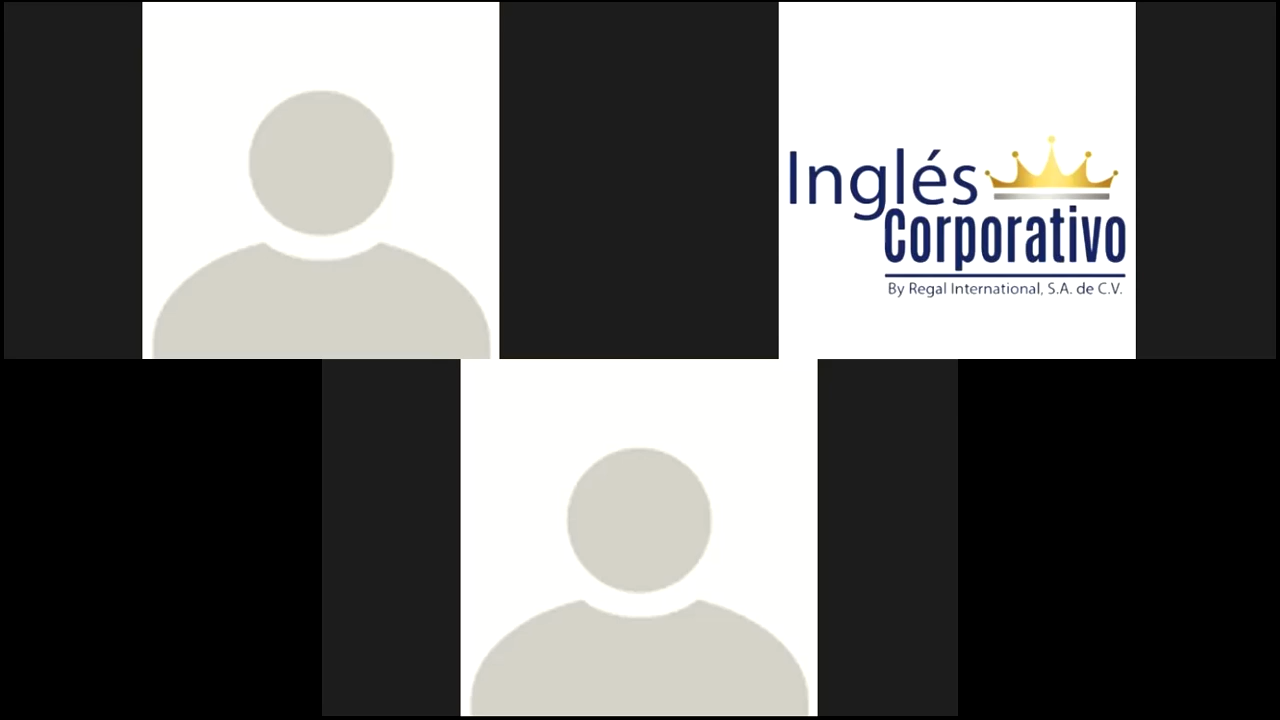 Inglés
Corporativo
By Regal International, S.A. de C.V.